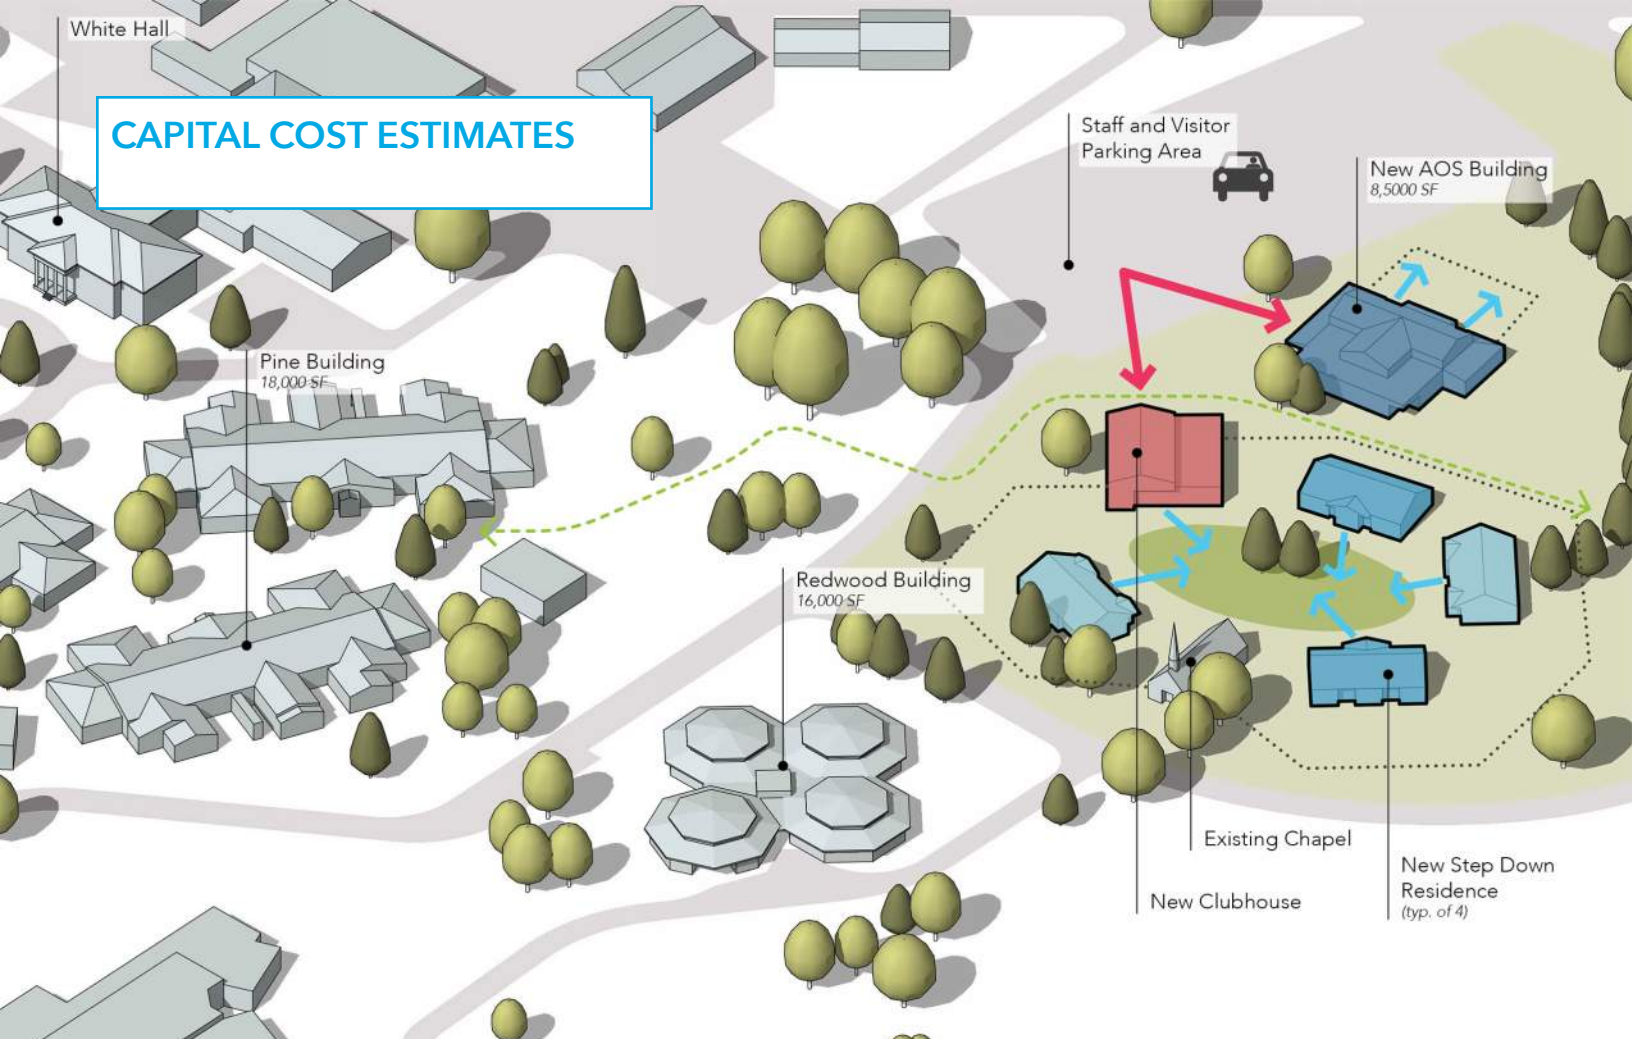 White Hall
CAPITAL COST ESTIMATES
Staff and Visitor
Parking Area
New AOS Building
8,5000 SF
Pine Building
18,000 SF
Redwood Building
16,000 SF
Existing Chapel
New Clubhouse
New Step Down
Residence
(typ. of 4)